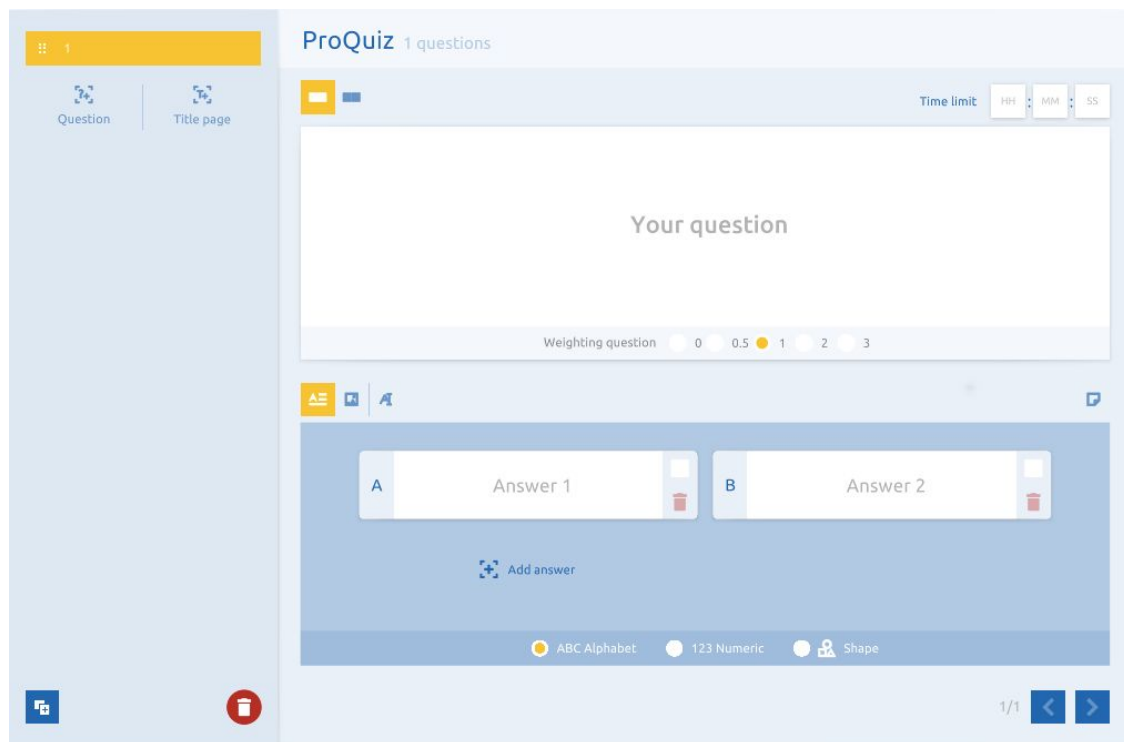 1
Question
Title page
ProQuiz 1 questions
Time limit HH : MM : SS
Your question
Weighting question 0 0.5 1 2 3
A Answer 1
B Answer 2
Add answer
ABC Alphabet 123 Numeric Shape
1/1